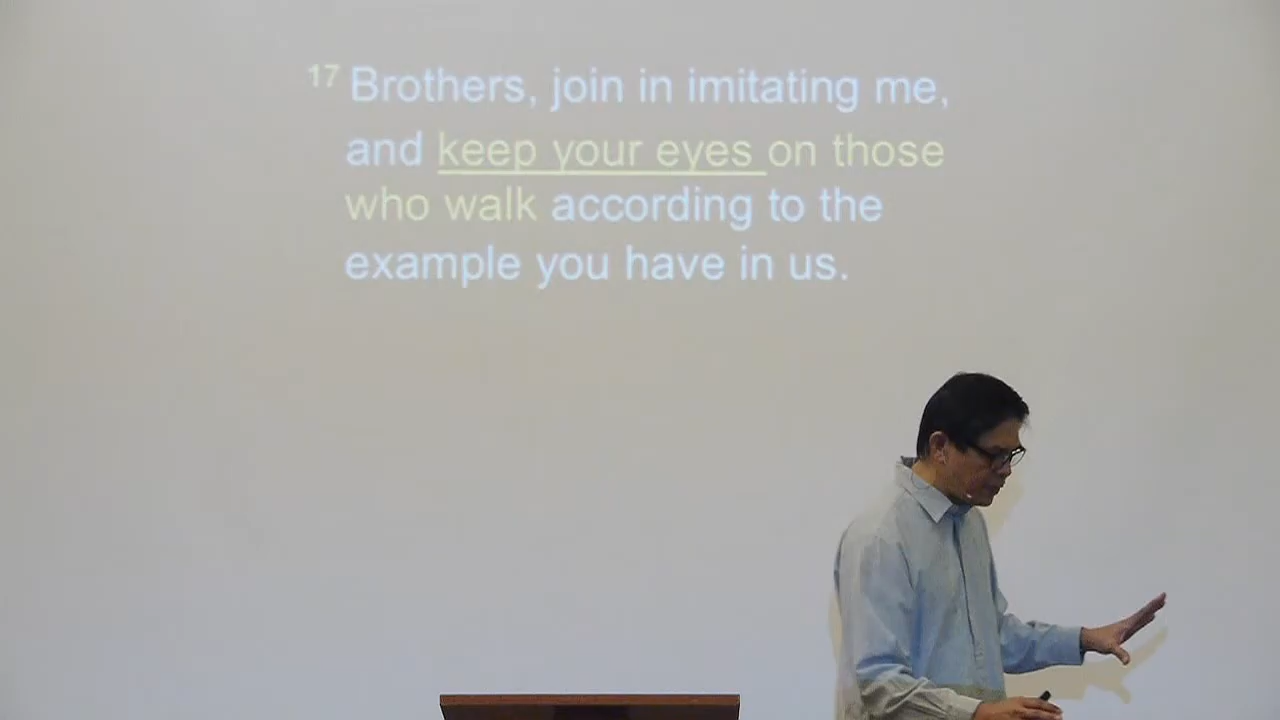 17 Brothers, join in imitating me,
and keep your eyes on those
who walk according to the
example you have in us.